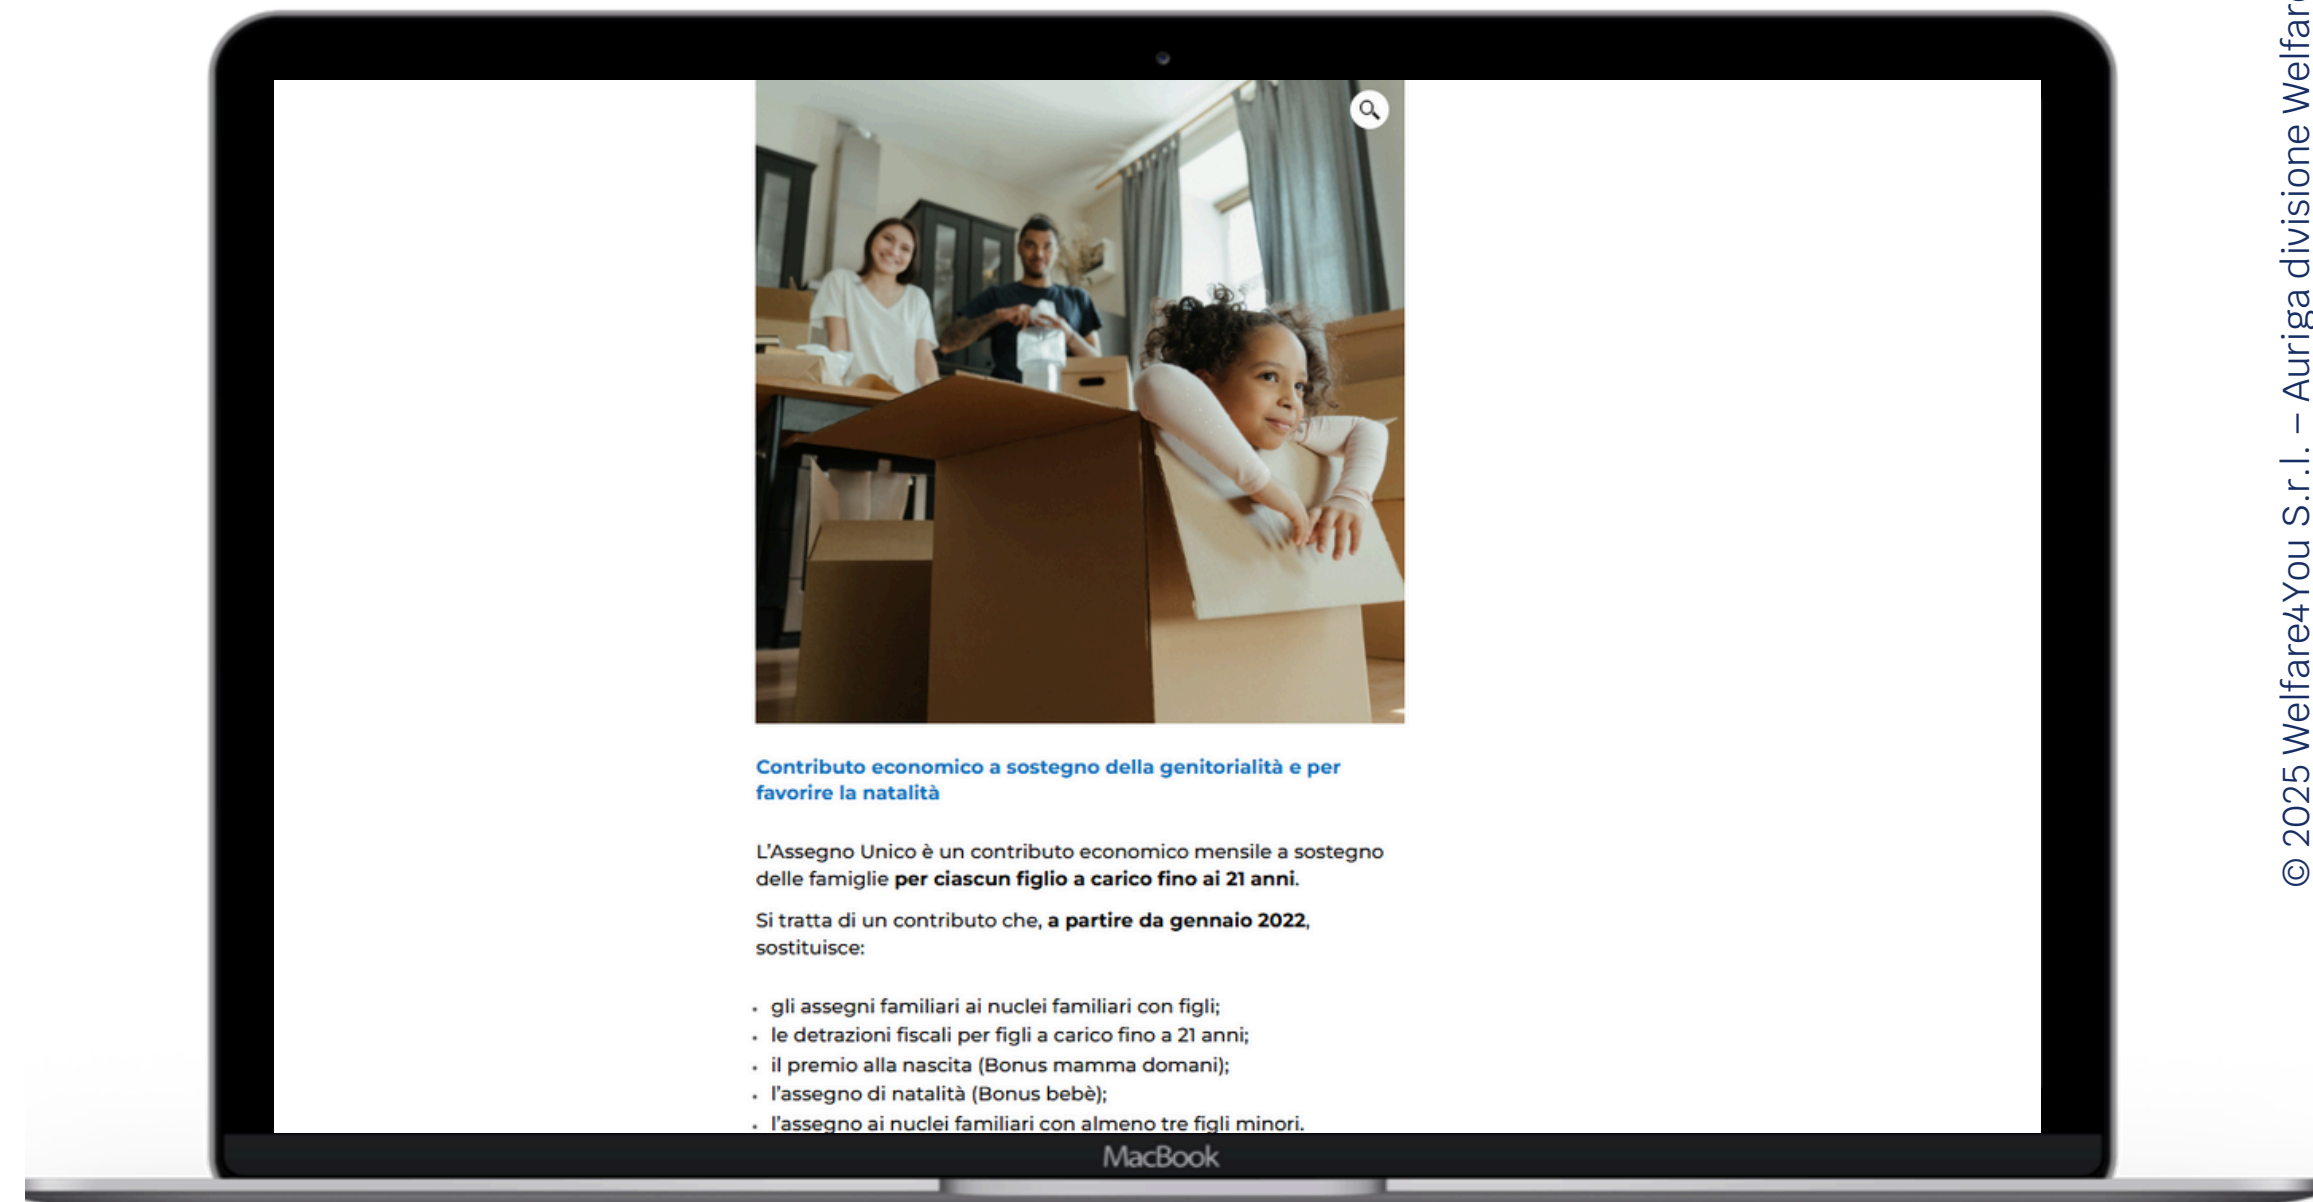 Contributo economico a sostegno della genitorialità e per
favorire la natalità
L'Assegno Unico è un contributo economico mensile a sostegno
delle famiglie per ciascun figlio a carico fino ai 21 anni.
Si tratta di un contributo che, a partire da gennaio 2022,
sostituisce:
• gli assegni familiari ai nuclei familiari con figli;
• le detrazioni fiscali per figli a carico fino a 21 anni;
• il premio alla nascita (Bonus mamma domani);
• l'assegno di natalità (Bonus bebè);
• l'assegno ai nuclei familiari con almeno tre figli minori.
MacBook
© 2025 Welfare4You S.r.l. – Auriga divisione